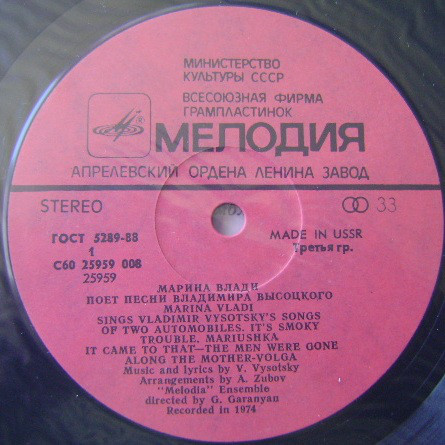 МИНИСТЕРСТВО
КУЛЬТУРЫ СССР
ВСЕСОЮЗНАЯ ФИРМА
ГРАМПЛАСТИНОК
МЕЛОДИЯ
АПРЕЛЕВСКИЙ ОРДЕНА ЛЕНИНА ЗАВОД
STEREO
33
ГОСТ 5289-88
MADE IN USSR
1
Третья гр.
С60 25959 008
25959
МАРИНА ВЛАДИ
ПОЕТ ПЕСНИ ВЛАДИМИРА ВЫСОЦКОГО
MARINA VLADI
SINGS VLADIMIR VYSOTSKY'S SONGS
OF TWO AUTOMOBILES. IT'S SMOKY
TROUBLE. MARIUSHKA
IT CAME TO THAT—THE MEN WERE GONE
ALONG THE MOTHER-VOLGA
Music and lyrics by V. Vysotsky
Arrangements by A. Zubov
"Melodia" Ensemble
directed by G. Garanyan
Recorded in 1974